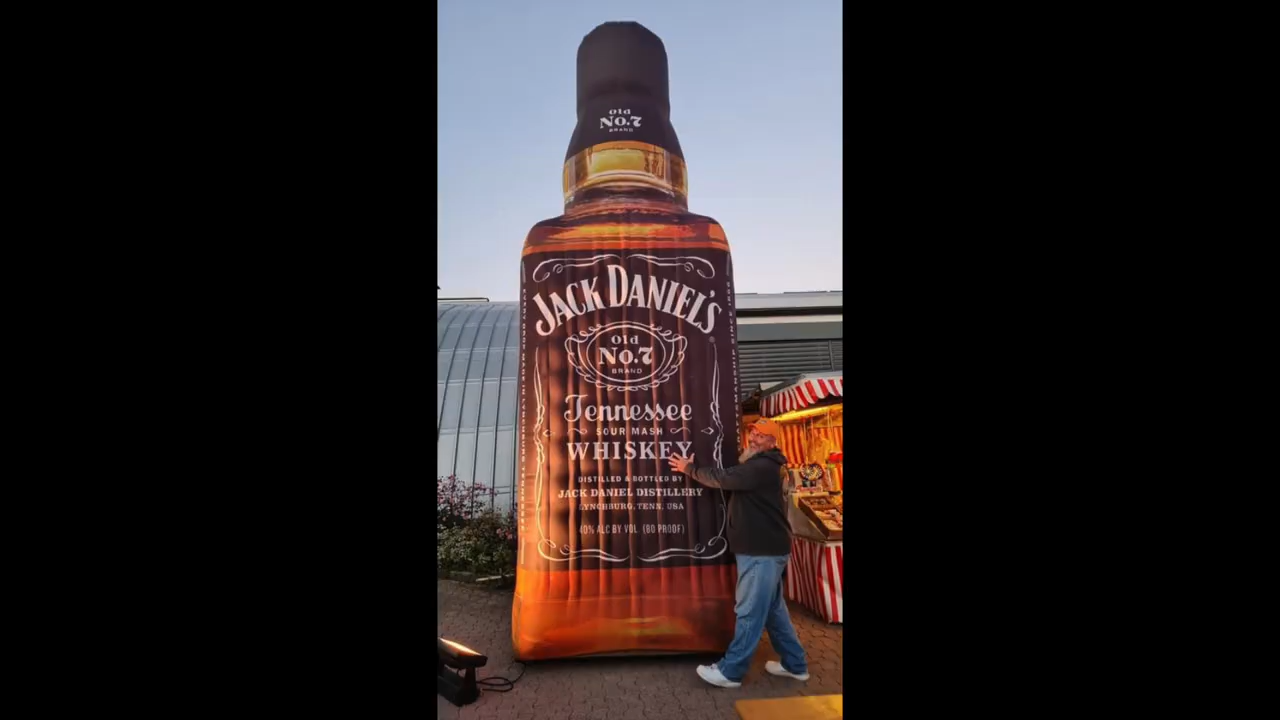 Old
No.7
BRAND
JACK DANIEL'S
Old
No.7
BRAND
Tennessee
SOUR MASH
WHISKEY
DISTILLED & BOTTLED BY
JACK DANIEL DISTILLERY
LYNCHBURG, TENN. USA
40% ALC BY VOL. (80 PROOF)